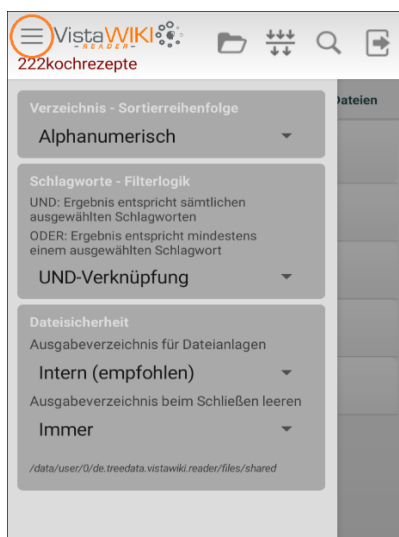 VistaWIKI
- READER -
222kochrezepte
Verzeichnis - Sortierreihenfolge
Dateien
Alphanumerisch
Schlagworte - Filterlogik
UND: Ergebnis entspricht sämtlichen
ausgewählten Schlagworten
ODER: Ergebnis entspricht mindestens
einem ausgewählten Schlagwort
UND-Verknüpfung
Dateisicherheit
Ausgabeverzeichnis für Dateianlagen
Intern (empfohlen)
Ausgabeverzeichnis beim Schließen leeren
Immer
/data/user/0/de.treedata.vistawiki.reader/files/shared